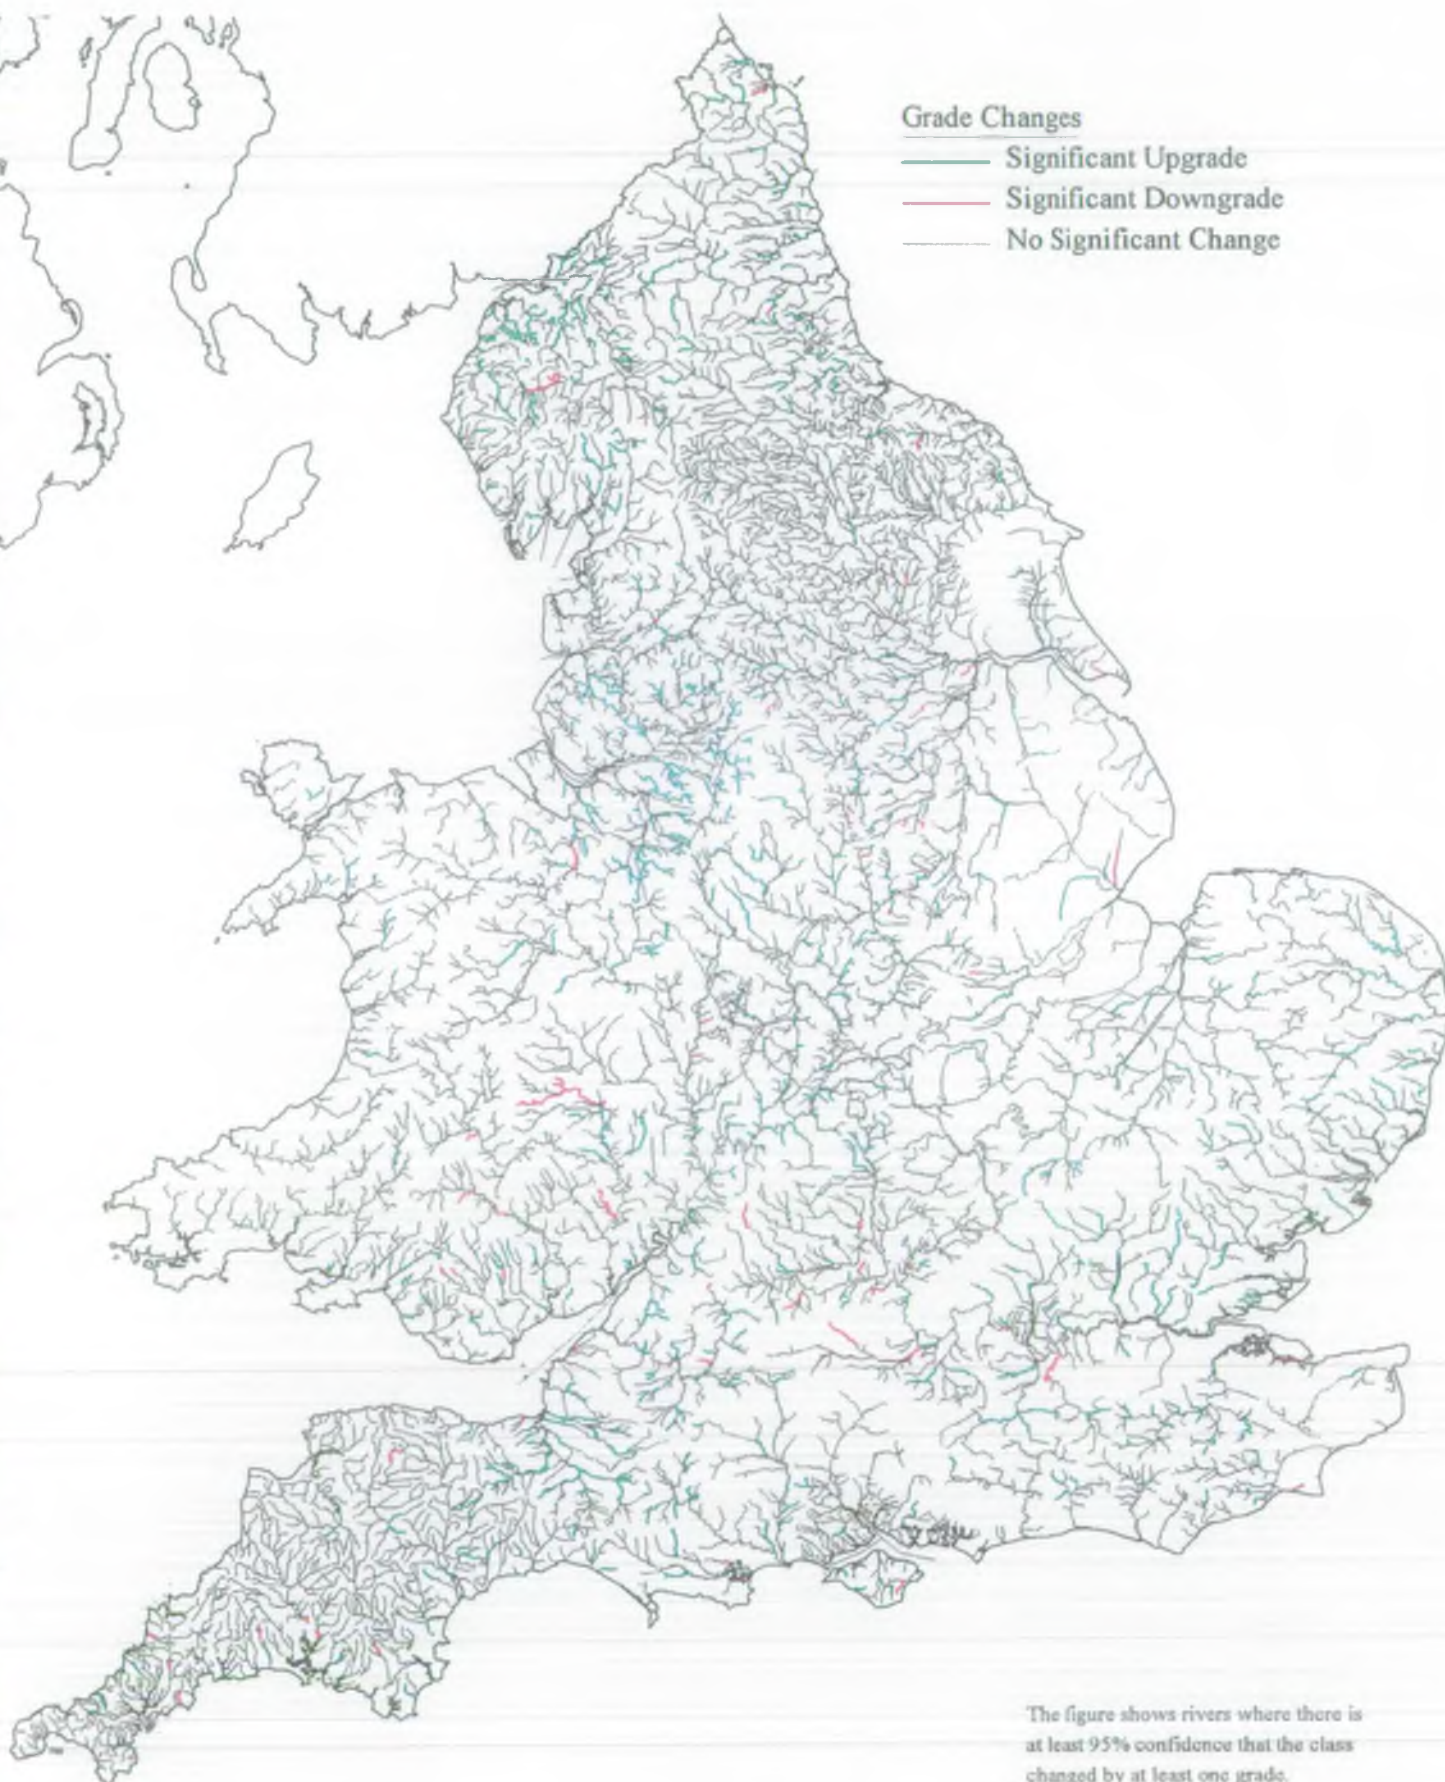 Grade Changes
Significant Upgrade
Significant Downgrade
No Significant Change
The figure shows rivers where there is
at least 95% confidence that the class
changed by at least one grade.